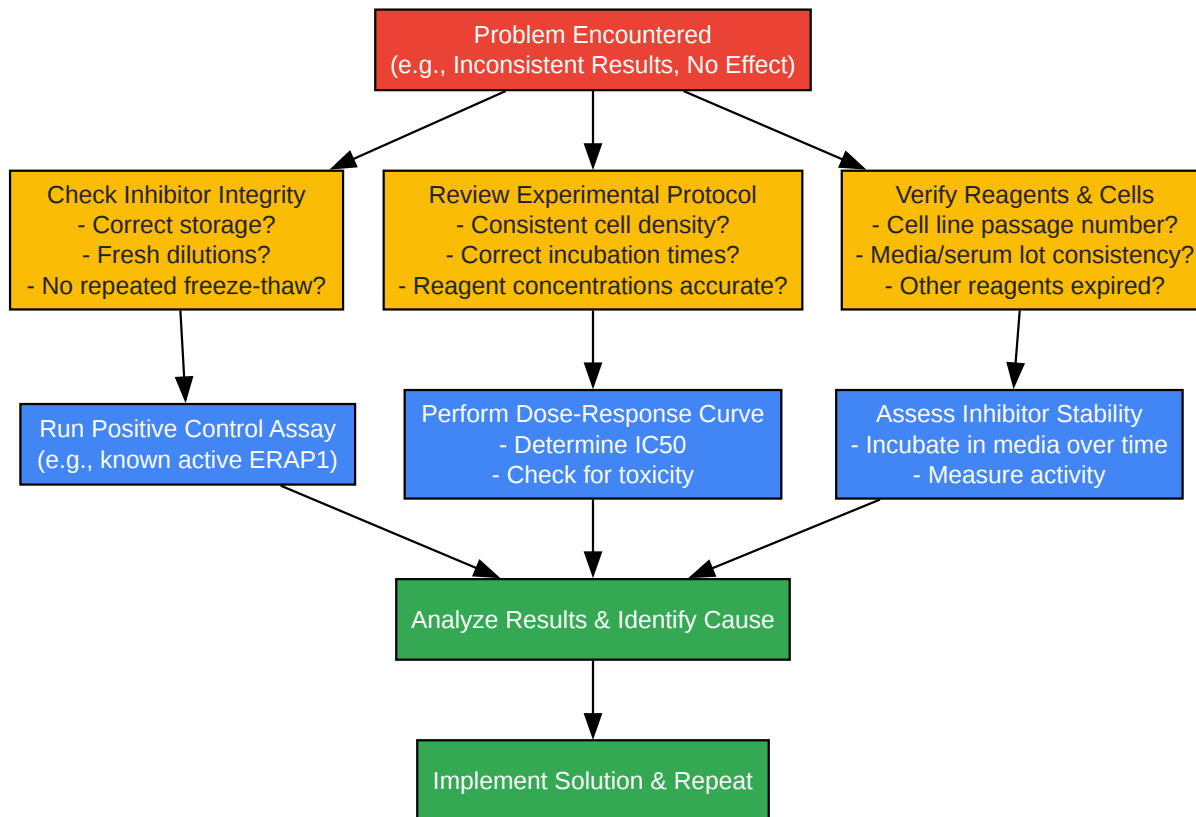 Problem Encountered
(e.g., Inconsistent Results, No Effect)
Check Inhibitor Integrity
- Correct storage?
- Fresh dilutions?
- No repeated freeze-thaw?
Review Experimental Protocol
- Consistent cell density?
- Correct incubation times?
- Reagent concentrations accurate?
Verify Reagents & Cells
- Cell line passage number?
- Media/serum lot consistency?
- Other reagents expired?
Run Positive Control Assay
(e.g., known active ERAP1)
Perform Dose-Response Curve
- Determine IC50
- Check for toxicity
Assess Inhibitor Stability
- Incubate in media over time
- Measure activity
Analyze Results & Identify Cause
Implement Solution & Repeat